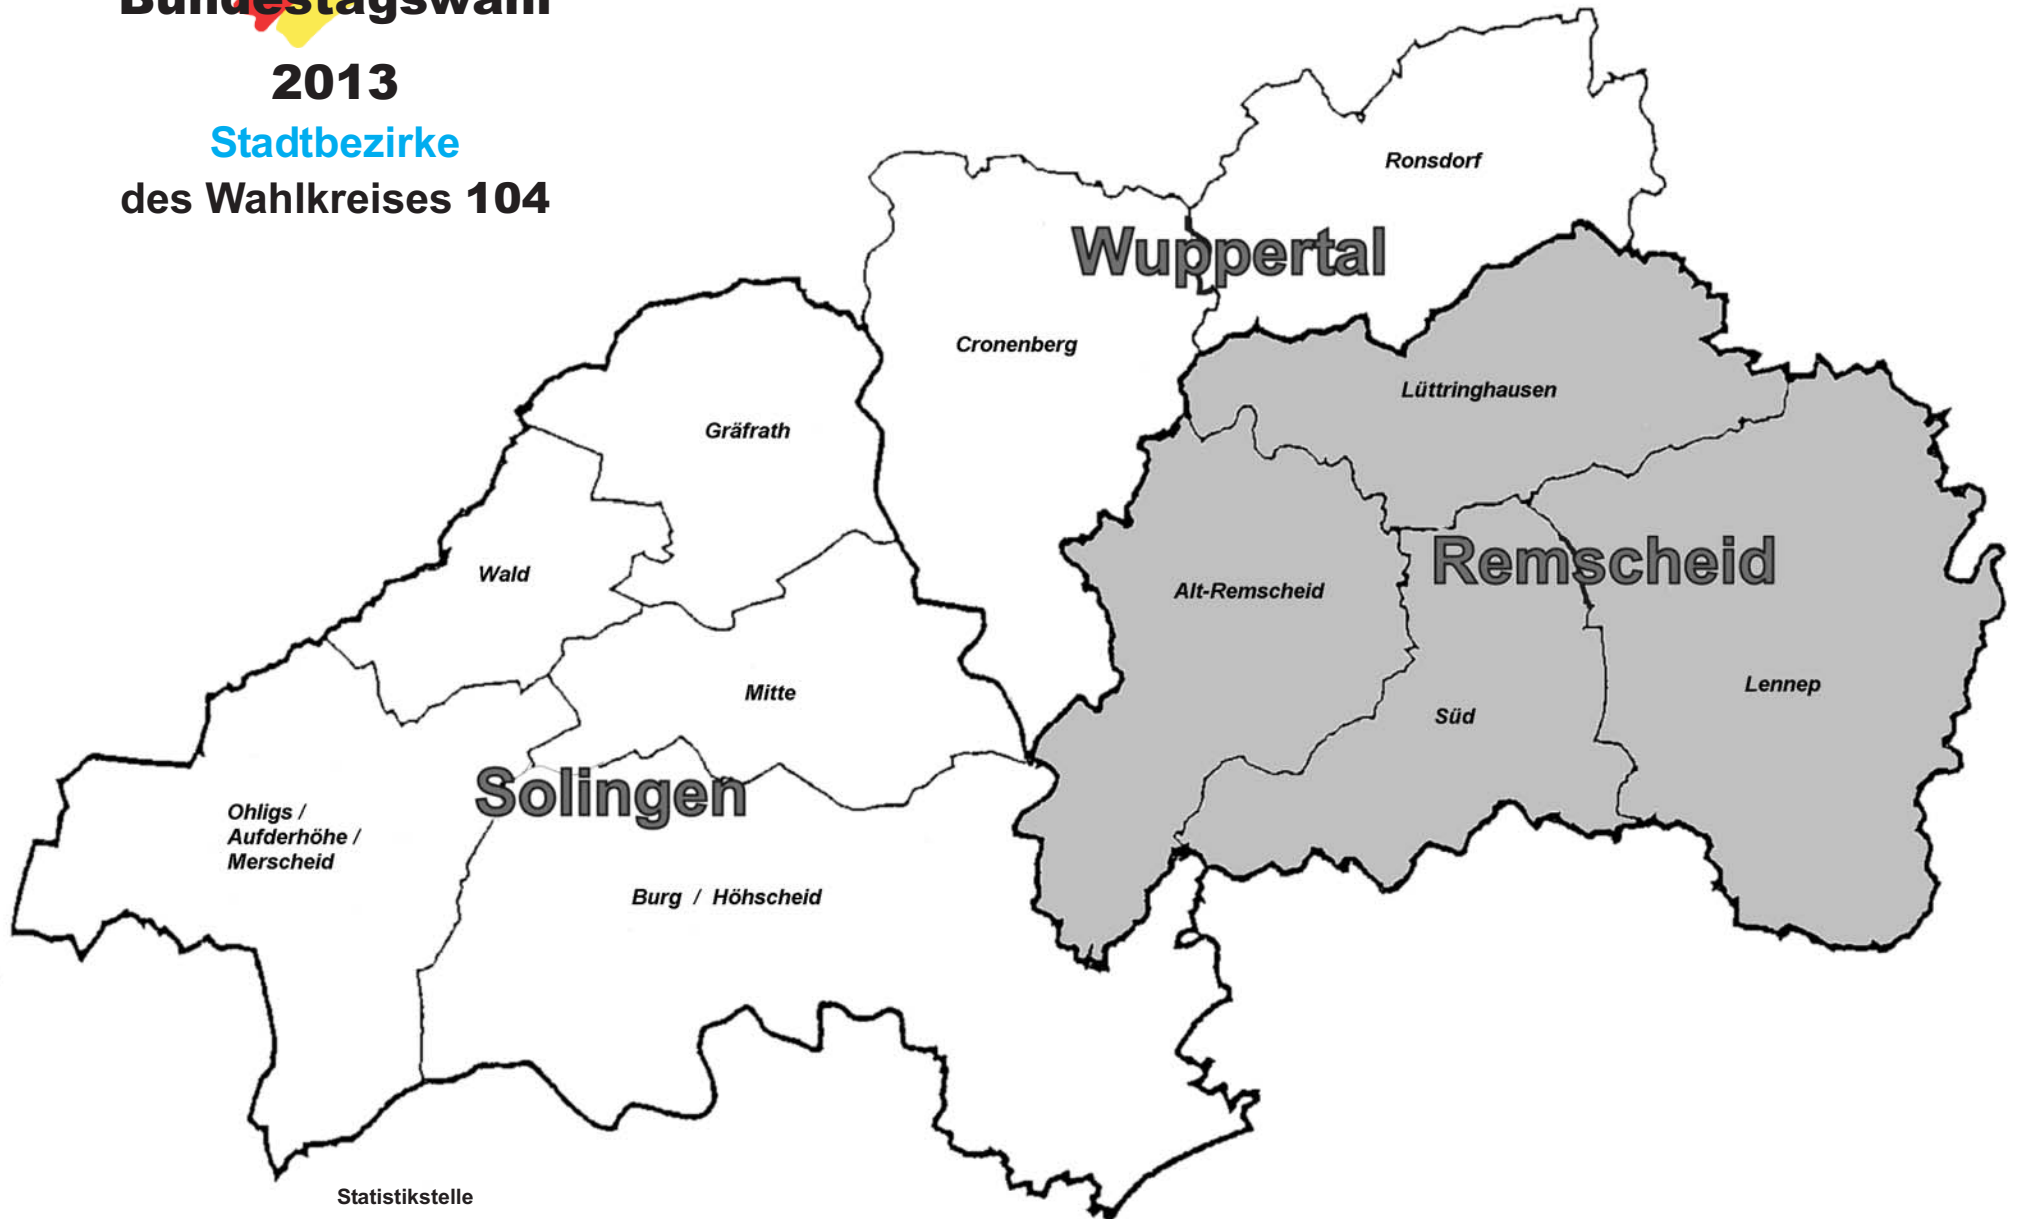 Bundestagswahl
2013
Stadtbezirke
des Wahlkreises 104
Ronsdorf
Wuppertal
Cronenberg
Lüttringhausen
Gräfrath
Remscheid
Wald
Alt-Remscheid
Lennep
Mitte
Süd
Solingen
Ohligs /
Aufderhöhe /
Merscheid
Burg / Höhscheid
Statistikstelle